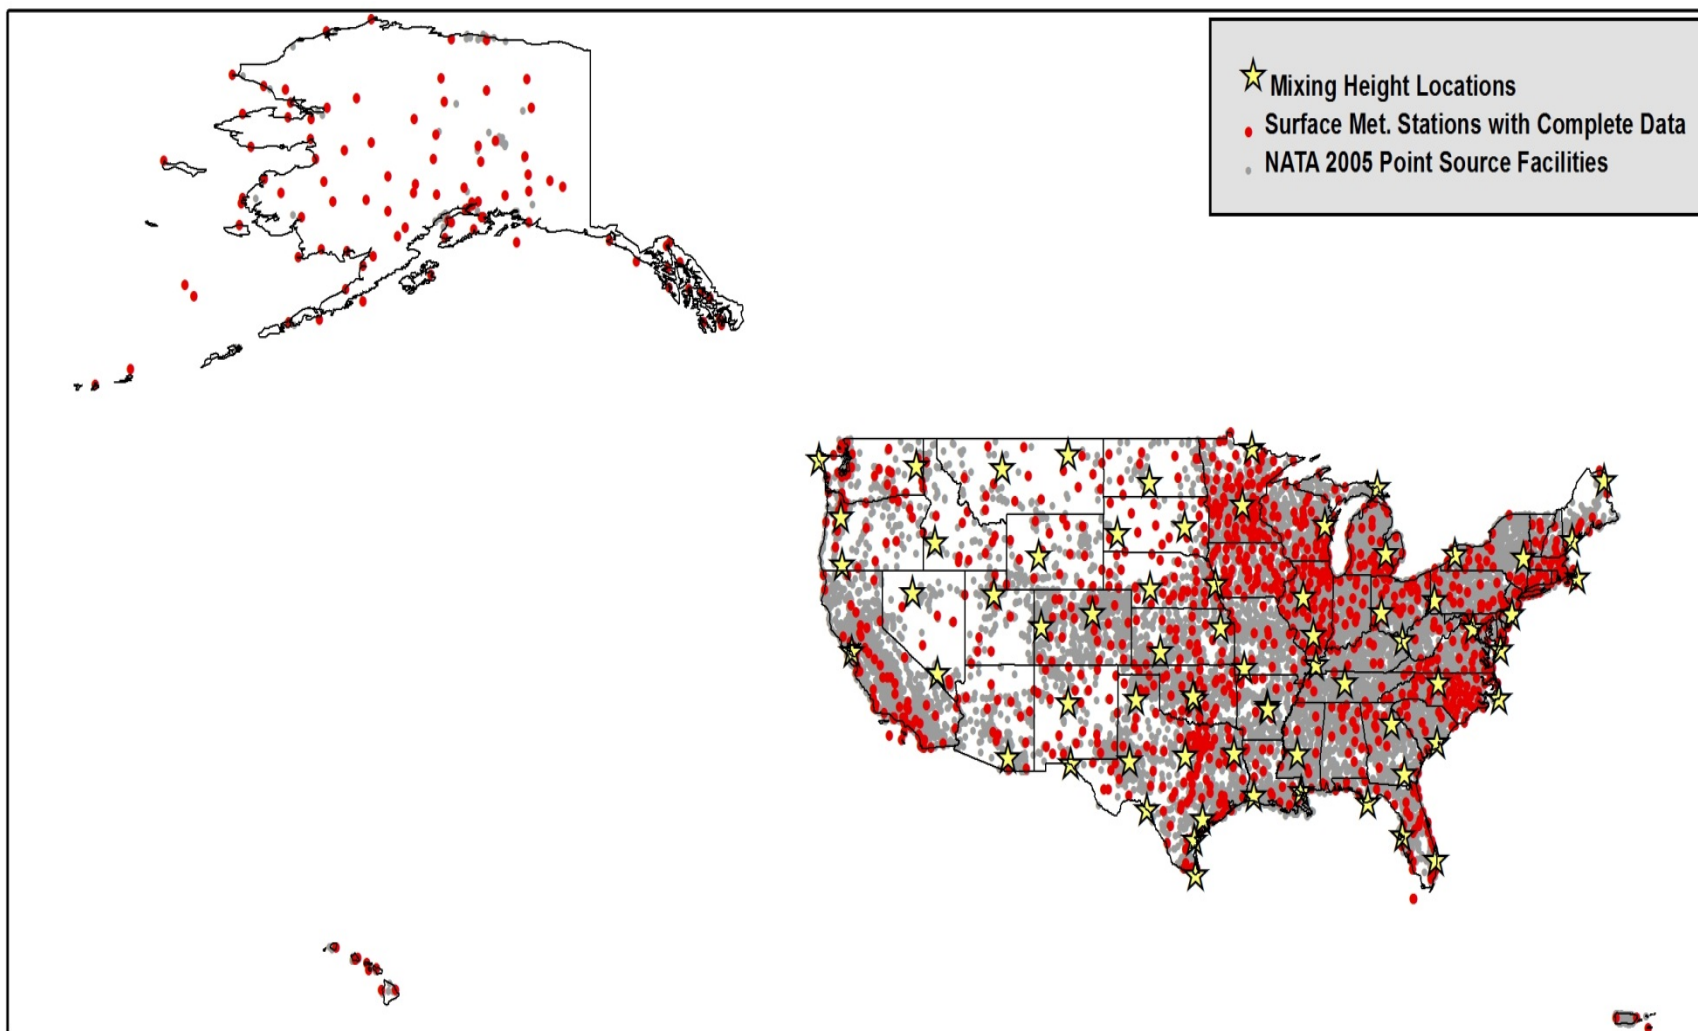 Mixing Height Locations
Surface Met. Stations with Complete Data
NATA 2005 Point Source Facilities